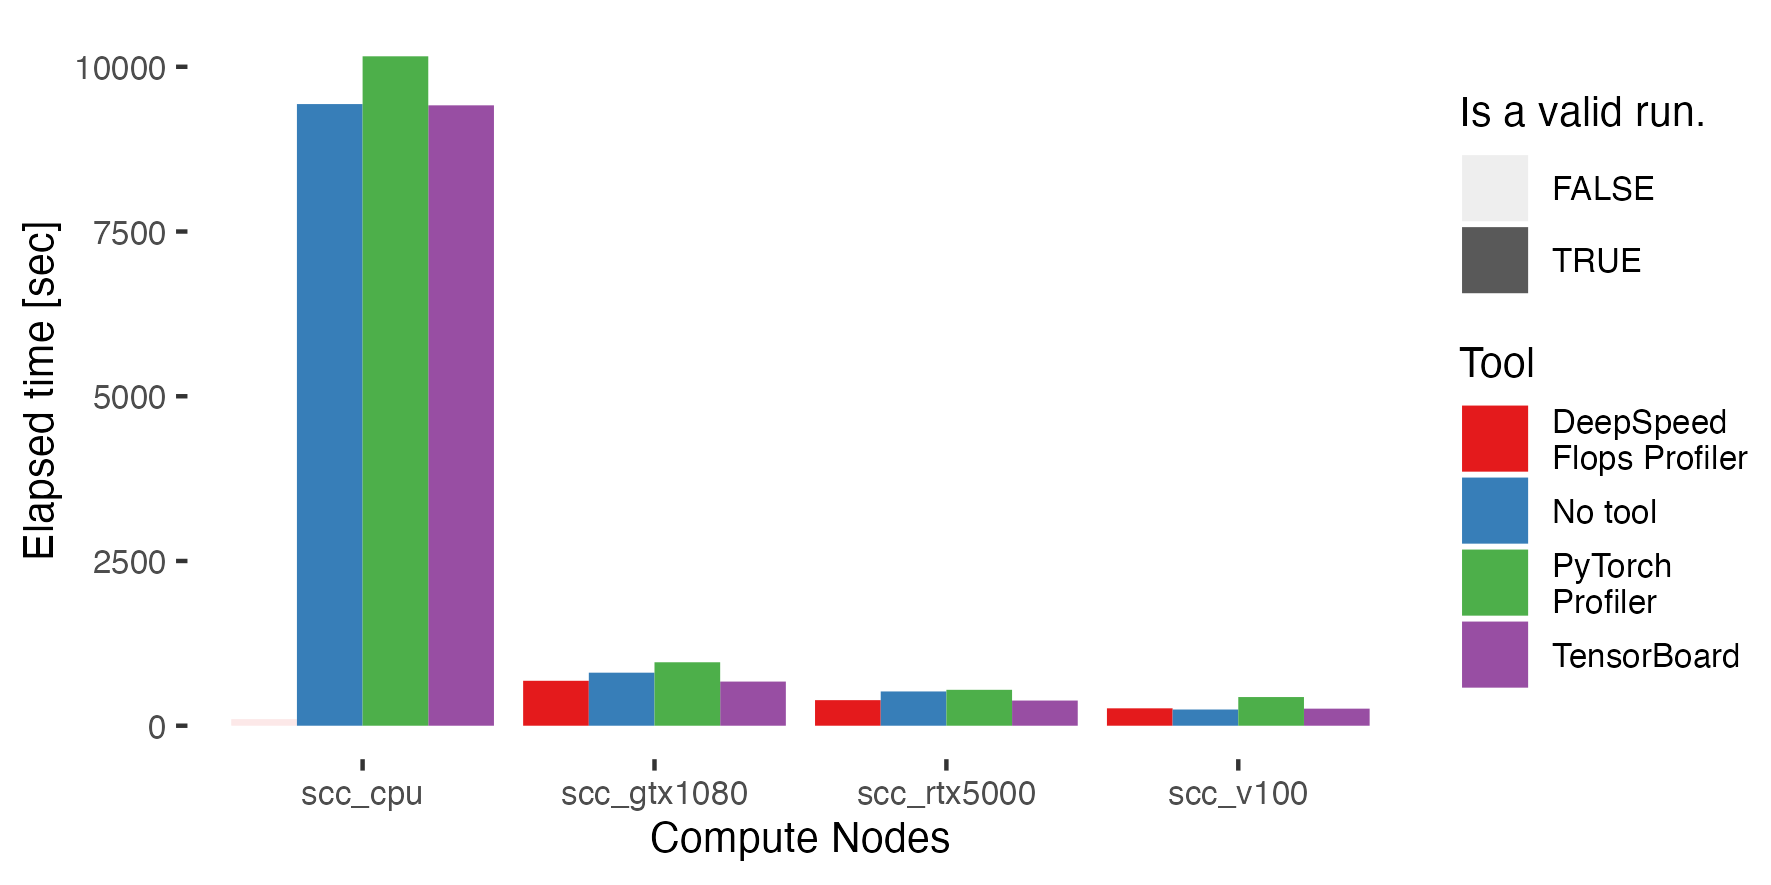 Elapsed time [sec]
10000
7500
5000
2500
0
scc_cpu
scc_gtx1080
scc_rtx5000
scc_v100
Compute Nodes
Is a valid run.
FALSE
TRUE
Tool
DeepSpeed
Flops Profiler
No tool
PyTorch
Profiler
TensorBoard